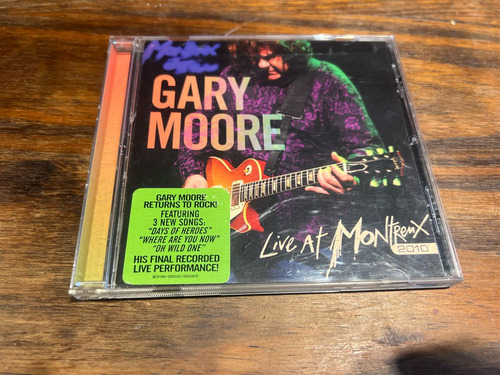 GARY
MOORE
GARY MOORE
RETURNS TO ROCK!
FEATURING
3 NEW SONGS:
"DAYS OF HEROES"
"WHERE ARE YOU NOW"
"OH WILD ONE"
HIS FINAL RECORDED
LIVE PERFORMANCE!
LIVE AT MONTREUX
2010